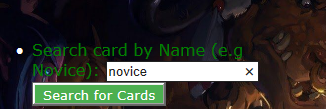 Search card by Name (e.g
Novice): novice ×
Search for Cards